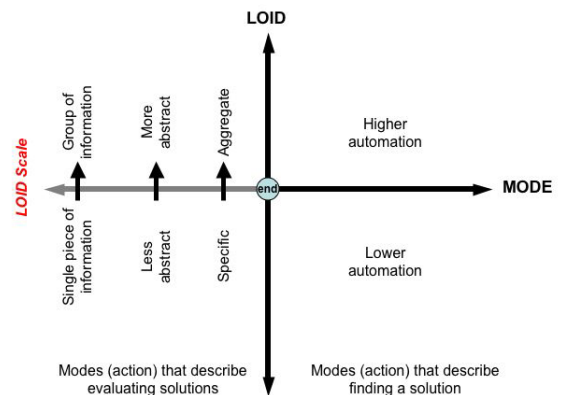 LOID
Group of
information
More
abstract
Aggregate
Higher
automation
LOID Scale
end
MODE
Single piece of
information
Less
abstract
Specific
Lower
automation
Modes (action) that describe
evaluating solutions
Modes (action) that describe
finding a solution